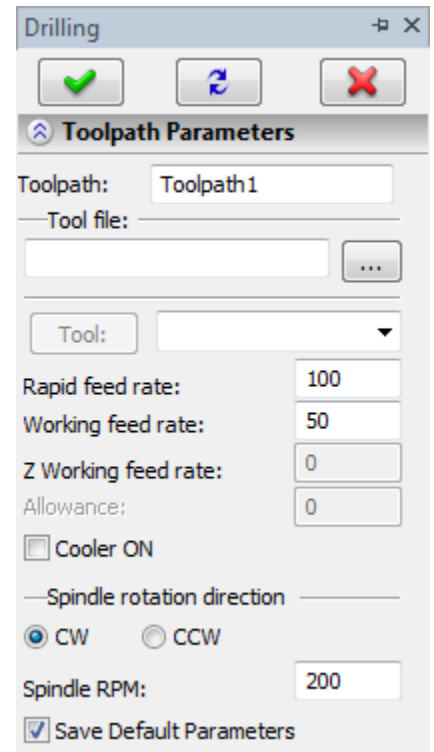 Drilling
Toolpath Parameters
Toolpath: Toolpath1
Tool file:
...
Tool:
Rapid feed rate: 100
Working feed rate: 50
Z Working feed rate: 0
Allowance: 0
Cooler ON
Spindle rotation direction
CW CCW
Spindle RPM: 200
Save Default Parameters